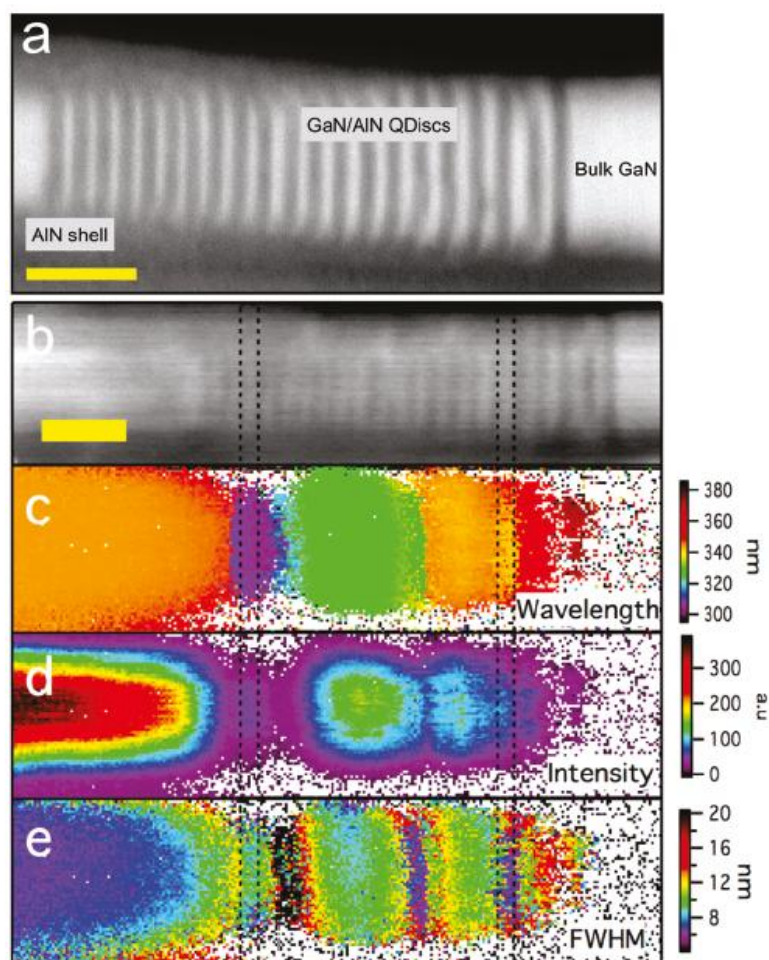 a
GaN/AlN QDiscs
Bulk GaN
AlN shell
b
c
Wavelength
380
360
340
320
300
nm
d
Intensity
300
200
100
0
a.u
e
FWHM
20
16
12
8
nm